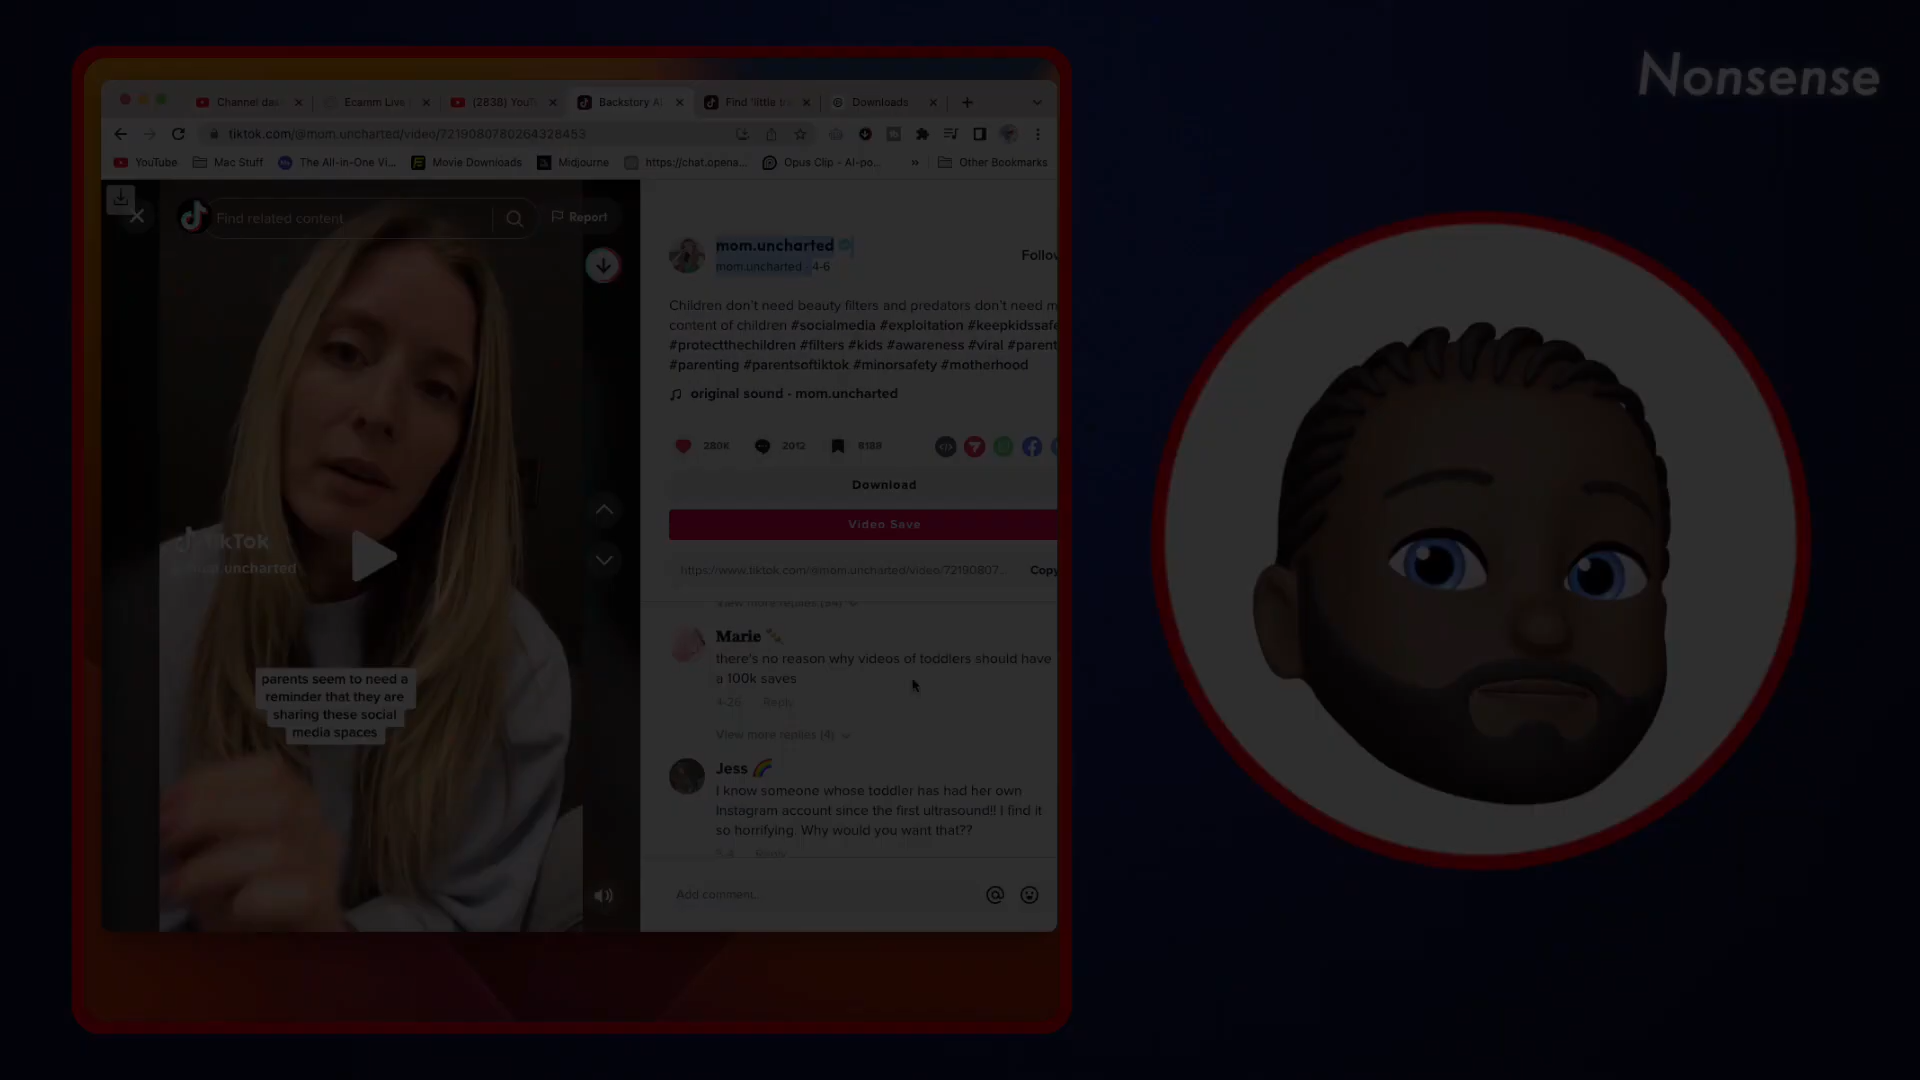 Nonsense
Channel das
Ecamm Live
(2838) YouT
Backstory A
Find 'little
Downloads
tiktok.com/@mom.uncharted/video/7219080780264328453
YouTube
Mac Stuff
The All-in-One Vi...
Movie Downloads
Midjourne
https://chat.opena...
Opus Clip - AI-po...
»
Other Bookmarks
Find related content
Report
mom.uncharted
mom.uncharted 4-6
Follow
Children don't need beauty filters and predators don't need m
content of children #socialmedia #exploitation #keepkidssafe
#protectthechildren #filters #kids #awareness #viral #parent
#parenting #parentsoftiktok #minorsafety #motherhood
original sound - mom.uncharted
280K
2012
8188
Download
Video Save
https://www.tiktok.com/@mom.uncharted/video/72190807...
Copy
TikTok
uncharted
parents seem to need a
reminder that they are
sharing these social
media spaces
View more replies
Marie
there's no reason why videos of toddlers should have
a 100k saves
4-26 Reply
View more replies (4)
Jess
I know someone whose toddler has had her own
Instagram account since the first ultrasound!! I find it
so horrifying. Why would you want that??
Reply
Add comment...